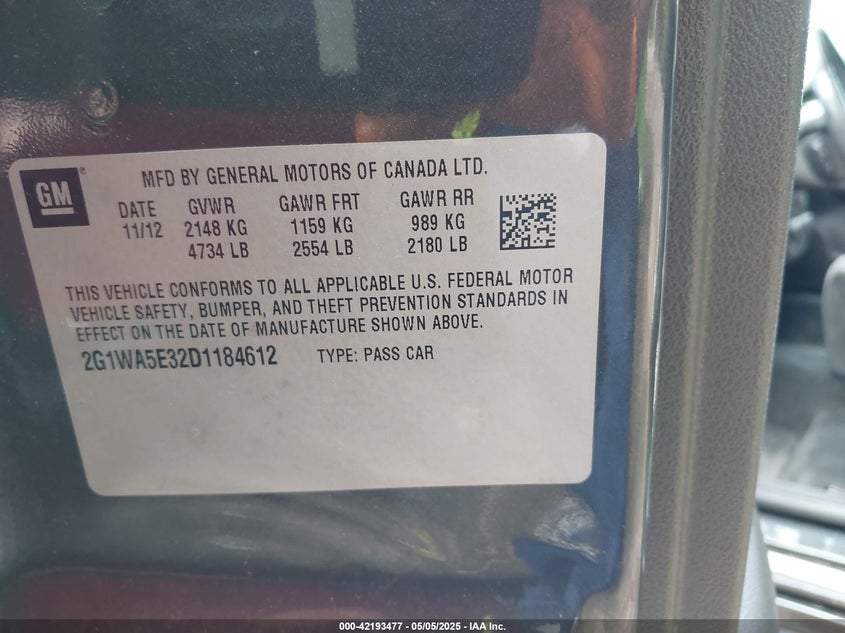 GM
MFD BY GENERAL MOTORS OF CANADA LTD.
DATE GVWR GAWR FRT GAWR RR
11/12 2148 KG 1159 KG 989 KG
4734 LB 2554 LB 2180 LB
THIS VEHICLE CONFORMS TO ALL APPLICABLE U.S. FEDERAL MOTOR
VEHICLE SAFETY, BUMPER, AND THEFT PREVENTION STANDARDS IN
EFFECT ON THE DATE OF MANUFACTURE SHOWN ABOVE.
2G1WA5E32D1184612 TYPE: PASS CAR
000-42193477 - 05/05/2025 - IAA Inc.